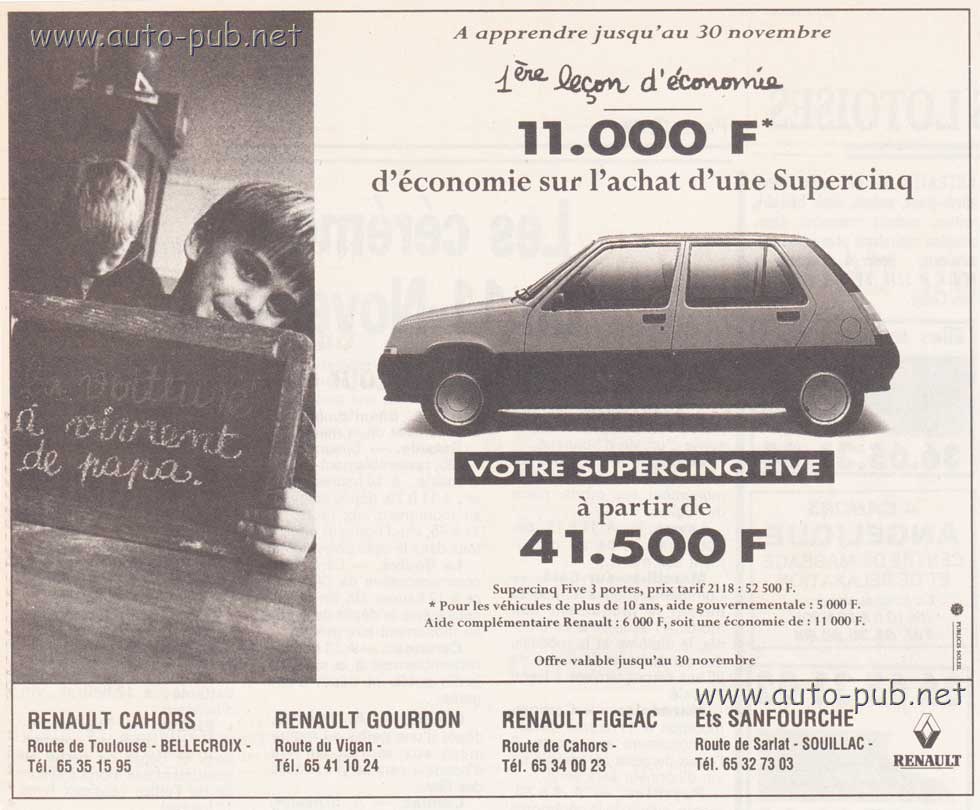 www.auto-pub.net
A apprendre jusqu'au 30 novembre
1ère leçon d'économie
11.000 F*
d'économie sur l'achat d'une Supercinq
La voiture
à vivrent
de papa.
VOTRE SUPERCINQ FIVE
à partir de
41.500 F
Supercinq Five 3 portes, prix tarif 2118 : 52 500 F.
* Pour les véhicules de plus de 10 ans, aide gouvernementale : 5 000 F.
Aide complémentaire Renault : 6 000 F, soit une économie de : 11 000 F.
Offre valable jusqu'au 30 novembre
PUBLICIS SOLEIL
www.auto-pub.net
RENAULT CAHORS
Route de Toulouse - BELLECROIX -
Tél. 65 35 15 95
RENAULT GOURDON
Route du Vigan -
Tél. 65 41 10 24
RENAULT FIGEAC
Route de Cahors -
Tél. 65 34 00 23
Ets SANFOURCHE
Route de Sarlat - SOUILLAC -
Tél. 65 32 73 03
RENAULT